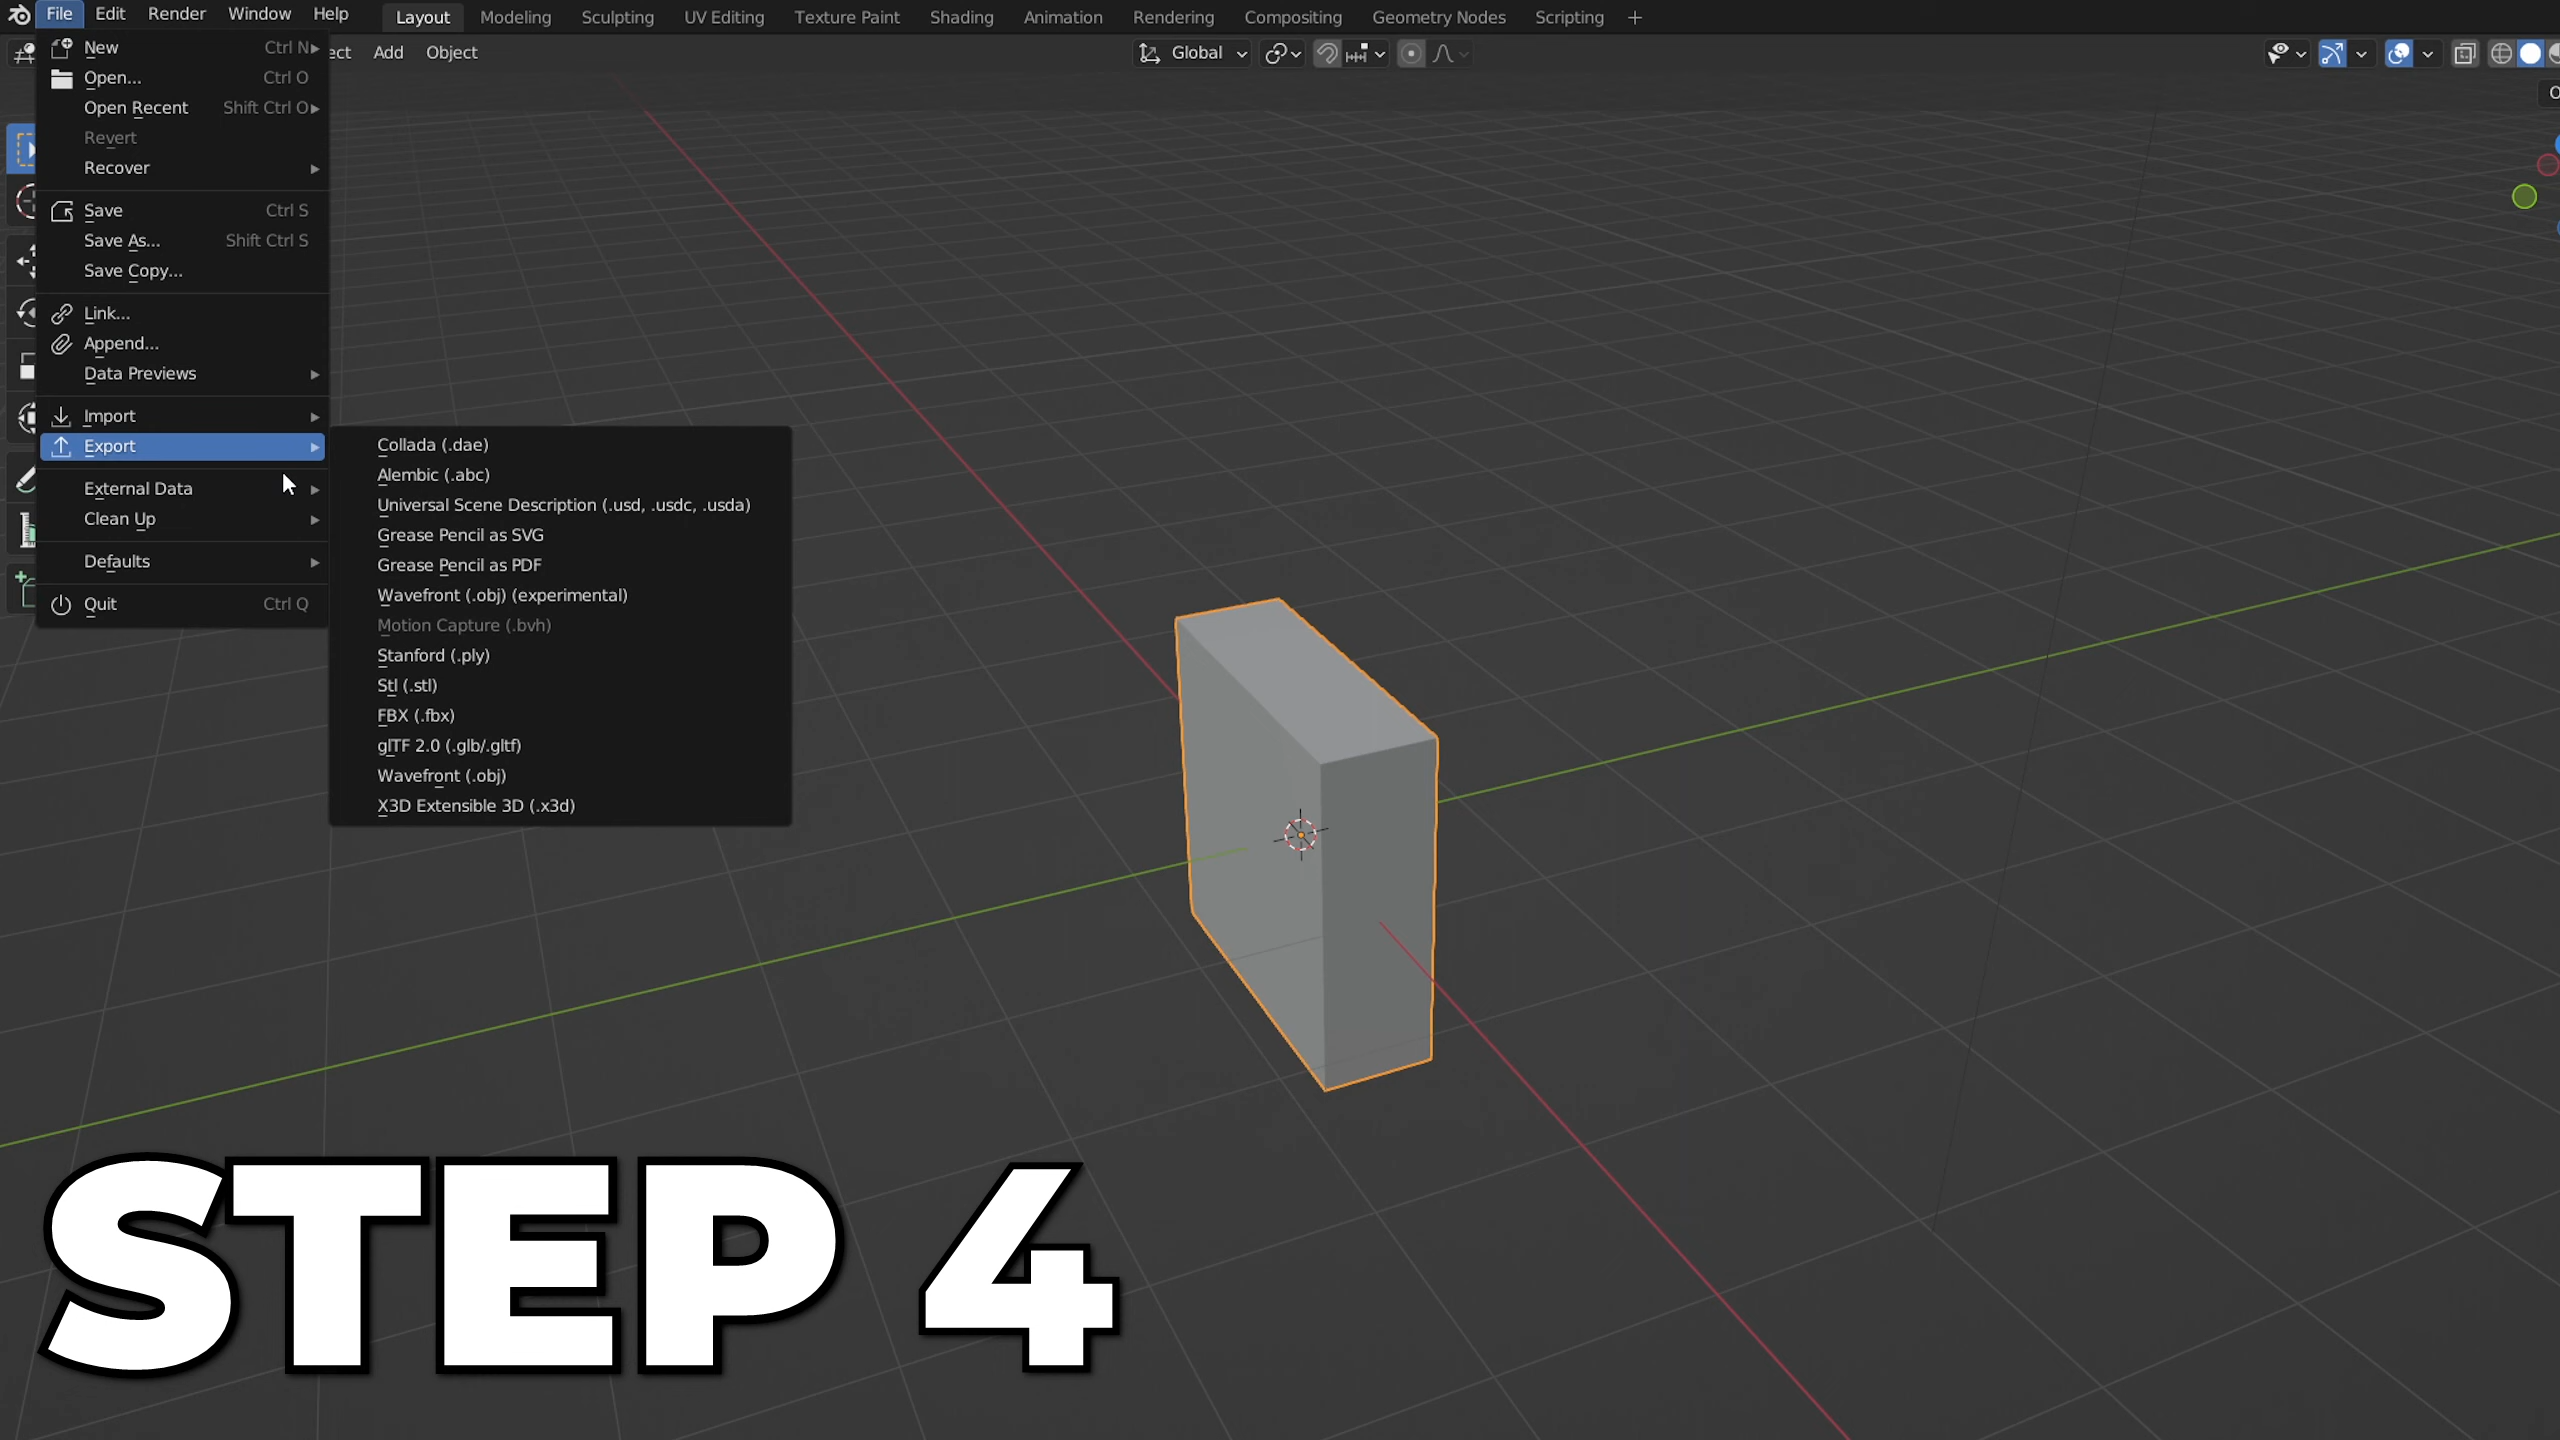 File Edit Render Window Help Layout Modeling Sculpting UV Editing Texture Paint Shading Animation Rendering Compositing Geometry Nodes Scripting +
ect Add Object Global
New Ctrl N
Open... Ctrl O
Open Recent Shift Ctrl O
Revert
Recover
Save Ctrl S
Save As... Shift Ctrl S
Save Copy...
Link...
Append...
Data Previews
Import
Export
External Data
Clean Up
Defaults
Quit Ctrl Q
Collada (.dae)
Alembic (.abc)
Universal Scene Description (.usd, .usdc, .usda)
Grease Pencil as SVG
Grease Pencil as PDF
Wavefront (.obj) (experimental)
Motion Capture (.bvh)
Stanford (.ply)
Stl (.stl)
FBX (.fbx)
glTF 2.0 (.glb/.gltf)
Wavefront (.obj)
X3D Extensible 3D (.x3d)
STEP 4